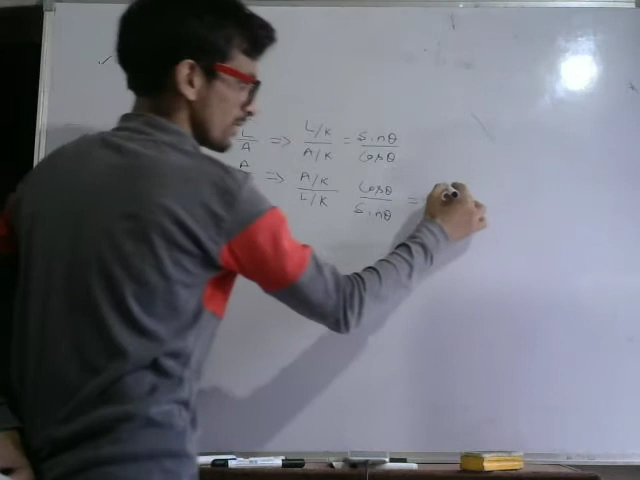 L/A => L/K / A/K = Sinθ/Cosθ
A => A/K / L/K Cosθ/Sinθ =